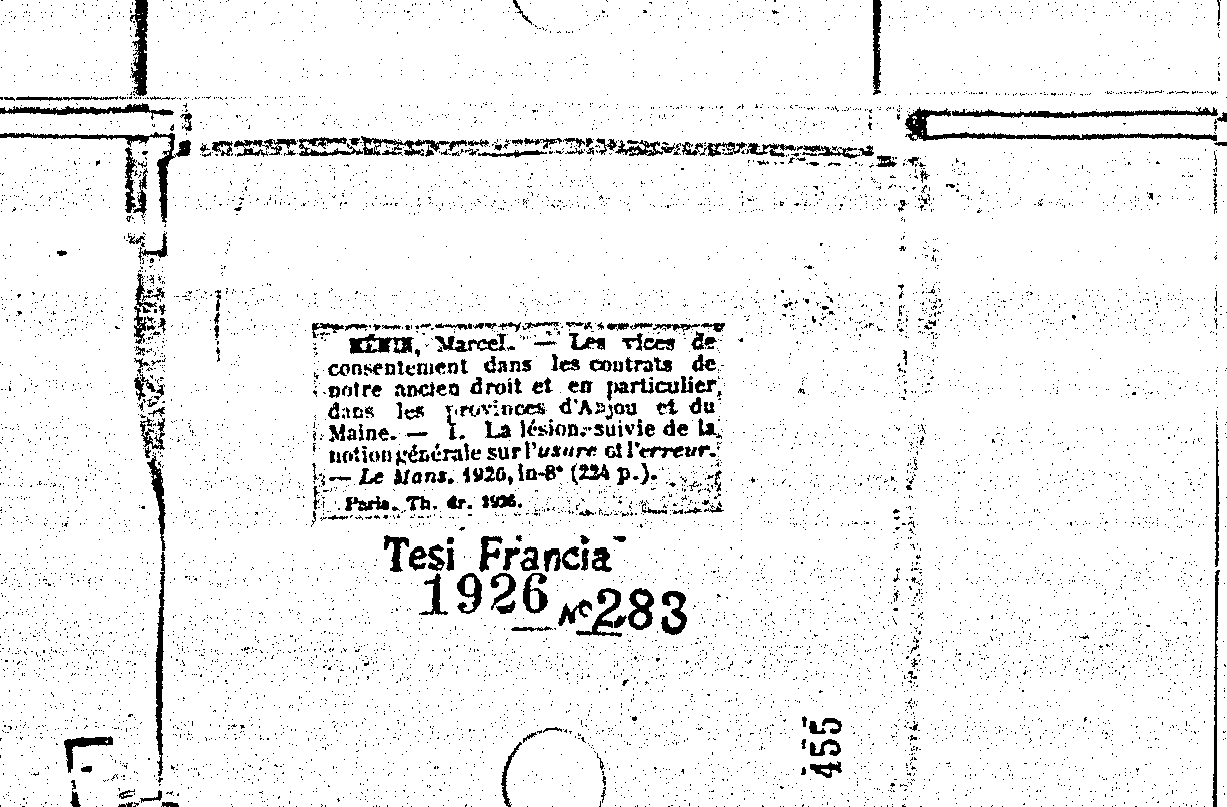 MÉNIN, Marcel. — Les vices de
consentement dans les contrats de
notre ancien droit et en particulier,
dans les provinces d'Anjou et du
Maine. — I. La lésion, suivie de la
notion générale sur l'usure et l'erreur.
— Le Mans, 1926, in-8° (224 p.).
Paris. Th. dr. 1926.
Tesi Francia
1926 Nº 283
455